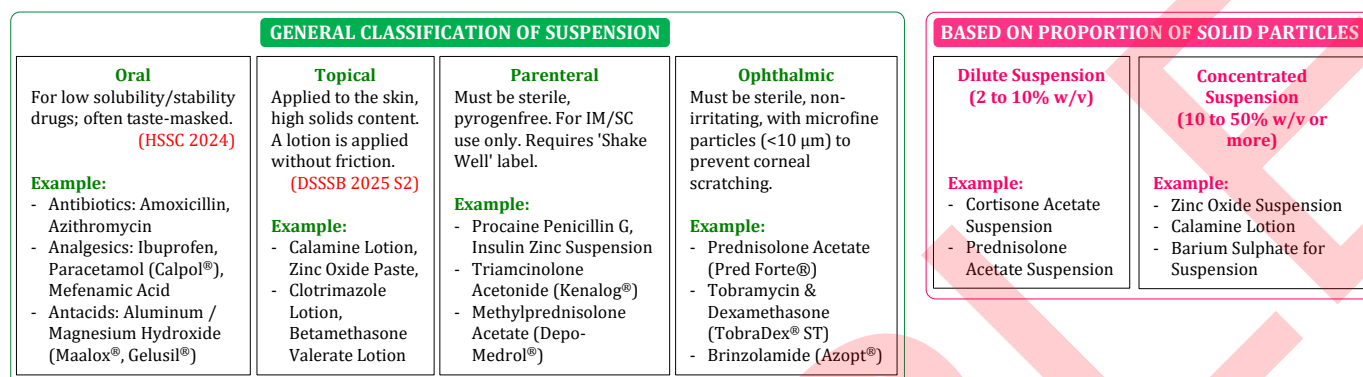 GENERAL CLASSIFICATION OF SUSPENSION
Oral
For low solubility/stability
drugs; often taste-masked.
(HSSC 2024)
Example:
- Antibiotics: Amoxicillin,
Azithromycin
- Analgesics: Ibuprofen,
Paracetamol (Calpol®),
Mefenamic Acid
- Antacids: Aluminum /
Magnesium Hydroxide
(Maalox®, Gelusil®)
Topical
Applied to the skin,
high solids content.
A lotion is applied
without friction.
(DSSSB 2025 S2)
Example:
- Calamine Lotion,
Zinc Oxide Paste,
- Clotrimazole
Lotion,
Betamethasone
Valerate Lotion
Parenteral
Must be sterile,
pyrogenfree. For IM/SC
use only. Requires 'Shake
Well' label.
Example:
- Procaine Penicillin G,
Insulin Zinc Suspension
- Triamcinolone
Acetonide (Kenalog®)
- Methylprednisolone
Acetate (Depo-
Medrol®)
Ophthalmic
Must be sterile, non-
irritating, with microfine
particles (<10 μm) to
prevent corneal
scratching.
Example:
- Prednisolone Acetate
(Pred Forte®)
- Tobramycin &
Dexamethasone
(TobraDex® ST)
- Brinzolamide (Azopt®)
BASED ON PROPORTION OF SOLID PARTICLES
Dilute Suspension
(2 to 10% w/v)
Example:
- Cortisone Acetate
Suspension
- Prednisolone
Acetate Suspension
Concentrated
Suspension
(10 to 50% w/v or
more)
Example:
- Zinc Oxide Suspension
- Calamine Lotion
- Barium Sulphate for
Suspension